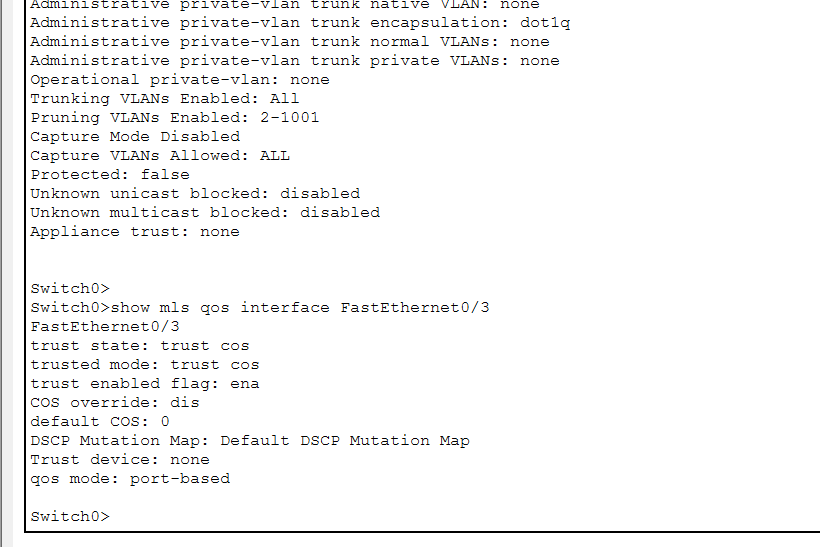 Administrative private-vlan trunk native VLAN: none
Administrative private-vlan trunk encapsulation: dot1q
Administrative private-vlan trunk normal VLANs: none
Administrative private-vlan trunk private VLANs: none
Operational private-vlan: none
Trunking VLANs Enabled: All
Pruning VLANs Enabled: 2-1001
Capture Mode Disabled
Capture VLANs Allowed: ALL
Protected: false
Unknown unicast blocked: disabled
Unknown multicast blocked: disabled
Appliance trust: none
Switch0>
Switch0>show mls qos interface FastEthernet0/3
FastEthernet0/3
trust state: trust cos
trusted mode: trust cos
trust enabled flag: ena
COS override: dis
default COS: 0
DSCP Mutation Map: Default DSCP Mutation Map
Trust device: none
qos mode: port-based
Switch0>